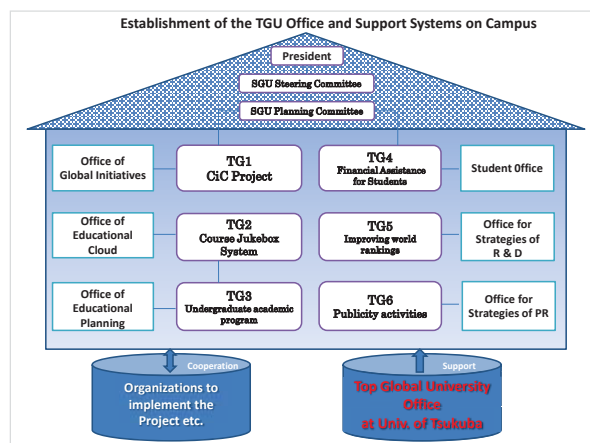 Establishment of the TGU Office and Support Systems on Campus
President
SGU Steering Committee
SGU Planning Committee
Office of
Global Initiatives
TG1
CiC Project
TG4
Financial Assistance
for Students
Student Office
Office of
Educational
Cloud
TG2
Course Jukebox
System
TG5
Improving world
rankings
Office for
Strategies of
R & D
Office of
Educational
Planning
TG3
Undergraduate academic
program
TG6
Publicity activities
Office for
Strategies of PR
Cooperation
Organizations to
implement the
Project etc.
Support
Top Global University
Office
at Univ. of Tsukuba